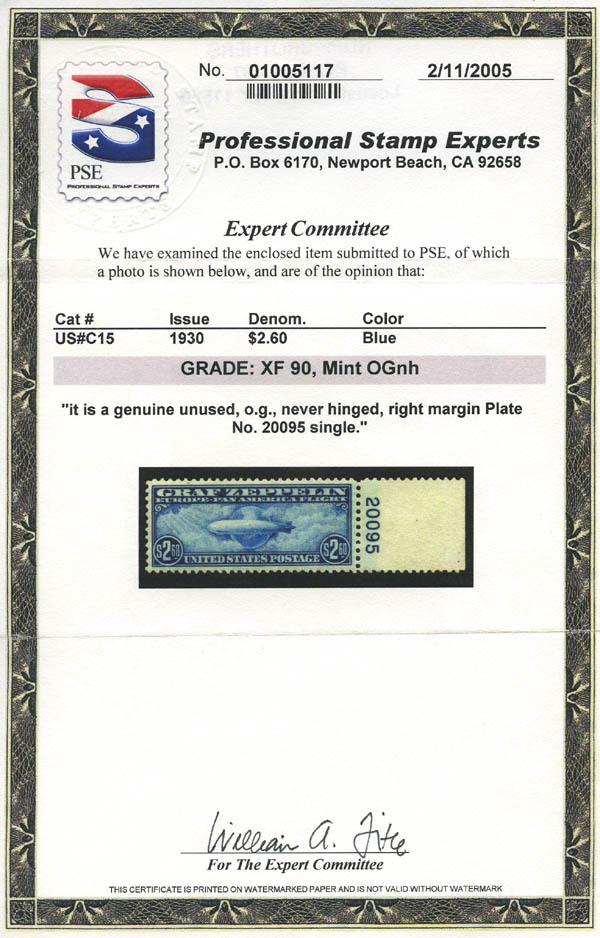 No. 01005117 2/11/2005
PSE
PROFESSIONAL STAMP EXPERTS
Professional Stamp Experts
P.O. Box 6170, Newport Beach, CA 92658
Expert Committee
We have examined the enclosed item submitted to PSE, of which
a photo is shown below, and are of the opinion that:
Cat # Issue Denom. Color
US#C15 1930 $2.60 Blue
GRADE: XF 90, Mint OGnh
"it is a genuine unused, o.g., never hinged, right margin Plate
No. 20095 single."
GRAF ZEPPELIN
EUROPE-PAN AMERICA FLIGHT
$2.60 UNITED STATES POSTAGE $2.60
20095
William A. Litle
For The Expert Committee
THIS CERTIFICATE IS PRINTED ON WATERMARKED PAPER AND IS NOT VALID WITHOUT WATERMARK